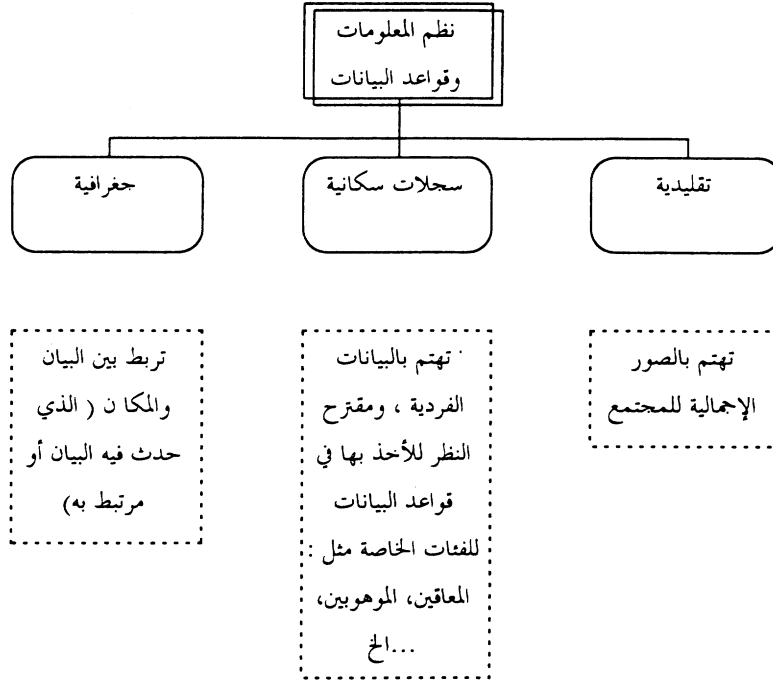 نظم المعلومات
وقواعد البيانات
تقليدية
سجلات سكانية
جغرافية
تهتم بالصور
الإجمالية للمجتمع
تهتم بالبيانات
الفردية ، ومقترح
النظر للأخذ بها في
قواعد البيانات
للفئات الخاصة مثل :
المعاقين، الموهوبين،
...الخ
تربط بين البيان
والمكا ن ( الذي
حدث فيه البيان أو
مرتبط به)